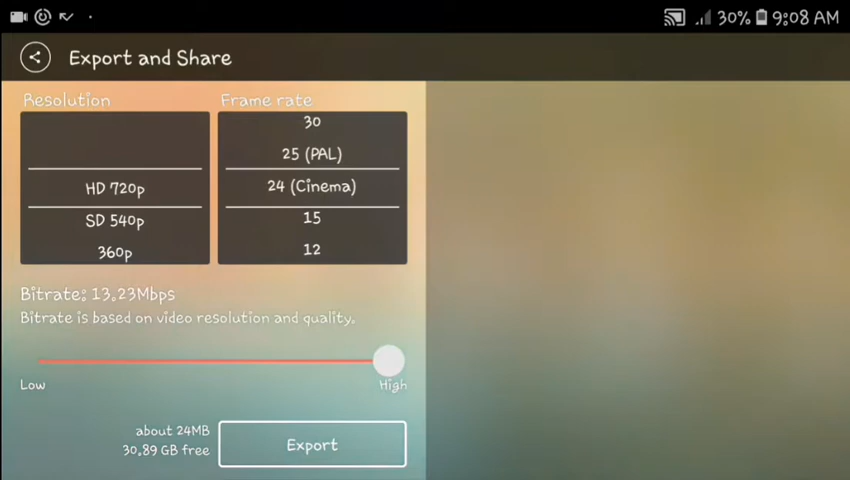 30% 9:08 AM
Export and Share
Resolution
Frame rate
HD 720p
SD 540p
360p
30
25 (PAL)
24 (Cinema)
15
12
Bitrate: 13.23Mbps
Bitrate is based on video resolution and quality.
Low
High
about 24MB
30.89 GB free
Export